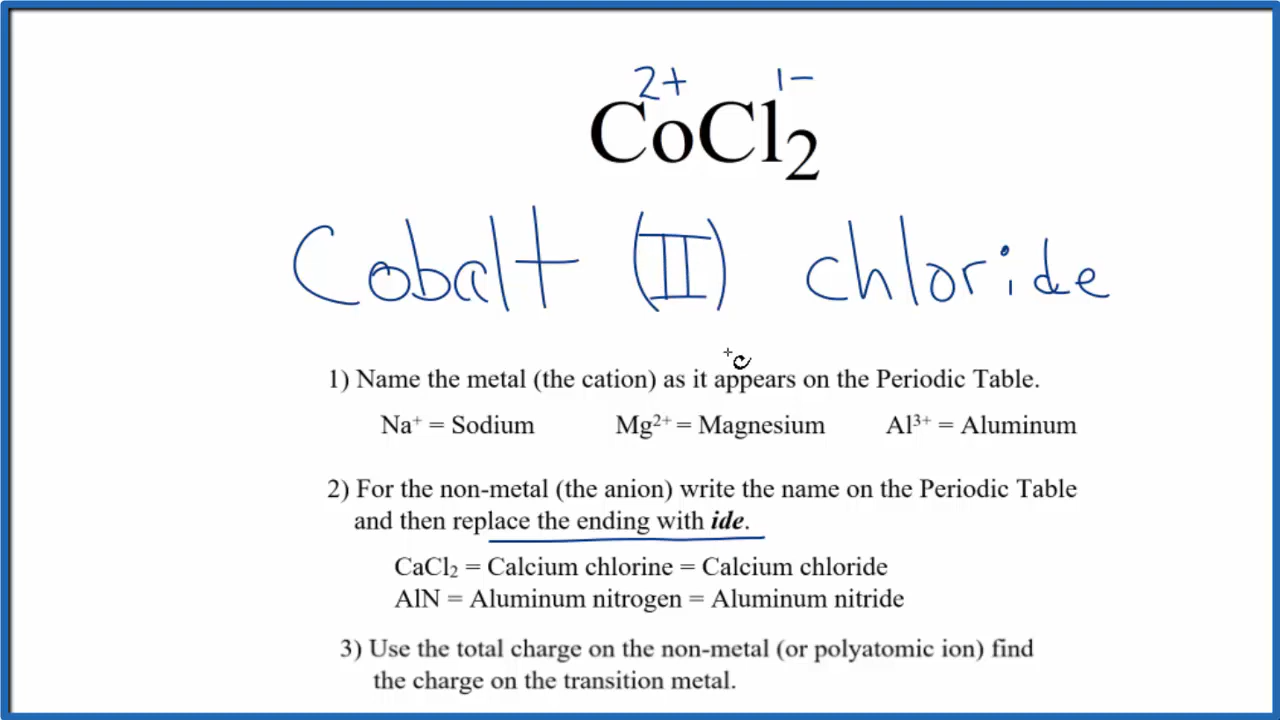 2+ 1-
CoCl₂
Cobalt (II) chloride
1) Name the metal (the cation) as it appears on the Periodic Table.
Na⁺ = Sodium Mg²⁺ = Magnesium Al³⁺ = Aluminum
2) For the non-metal (the anion) write the name on the Periodic Table
and then replace the ending with ide.
CaCl₂ = Calcium chlorine = Calcium chloride
AlN = Aluminum nitrogen = Aluminum nitride
3) Use the total charge on the non-metal (or polyatomic ion) find
the charge on the transition metal.